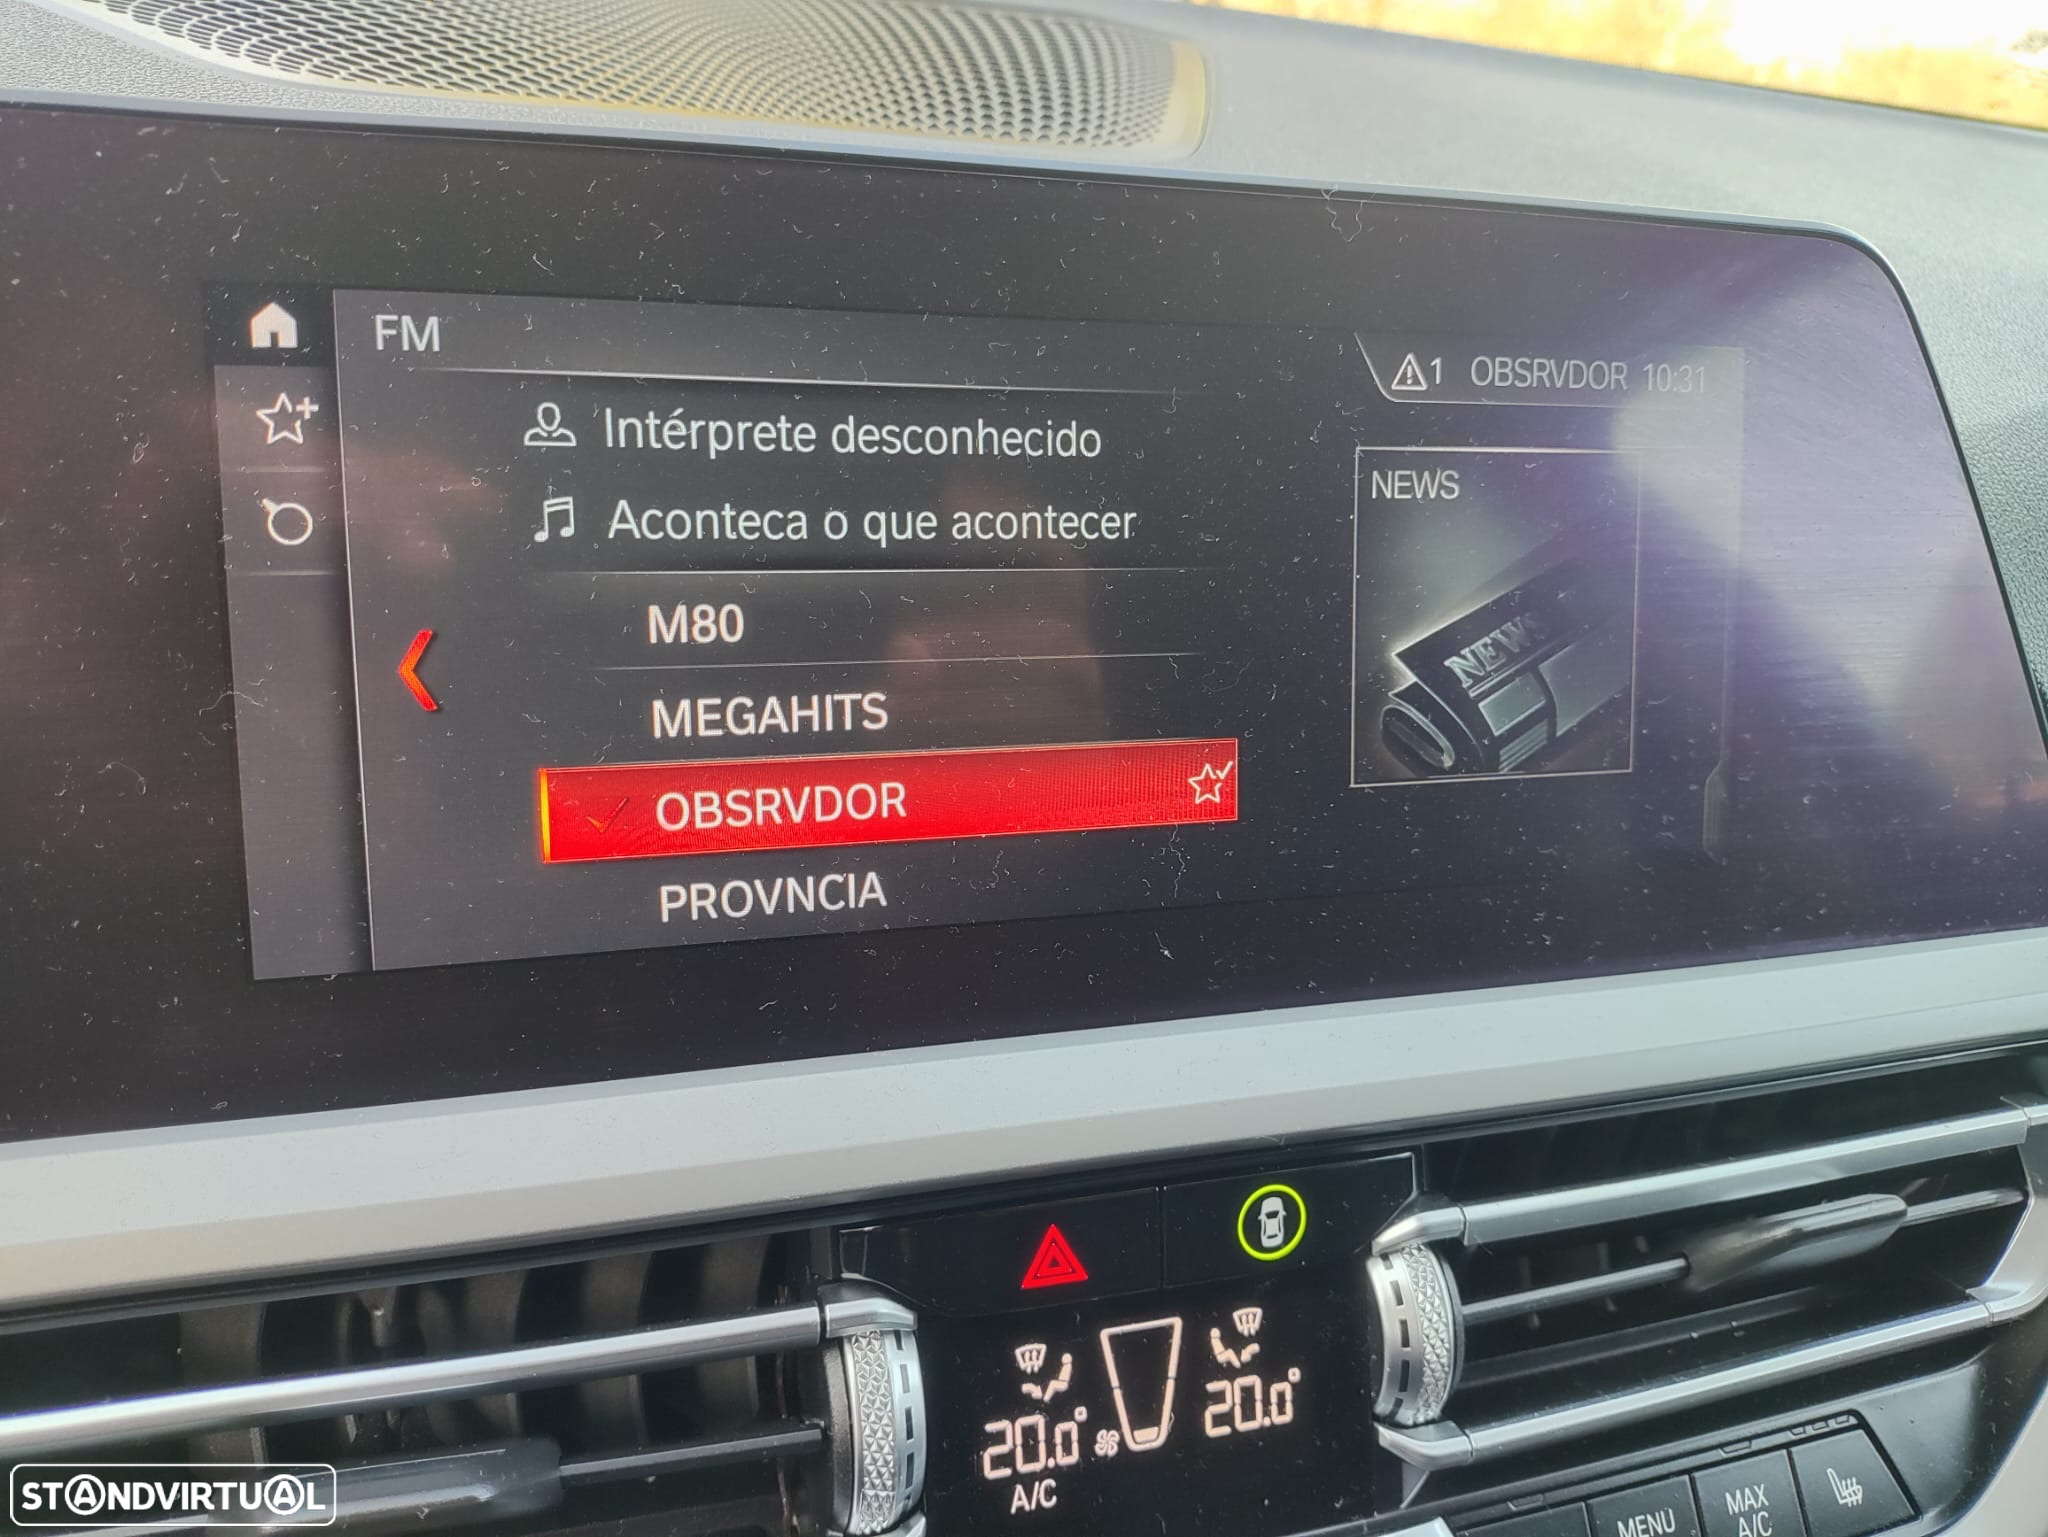 FM
1 OBSRVDOR 10:31
Intérprete desconhecido
Aconteça o que acontecer
NEWS
M80
NEWS
MEGAHITS
OBSRVDOR
PROVNCIA
20.0°
20.0°
A/C
MENU
MAX
A/C
STANDVIRTUAL